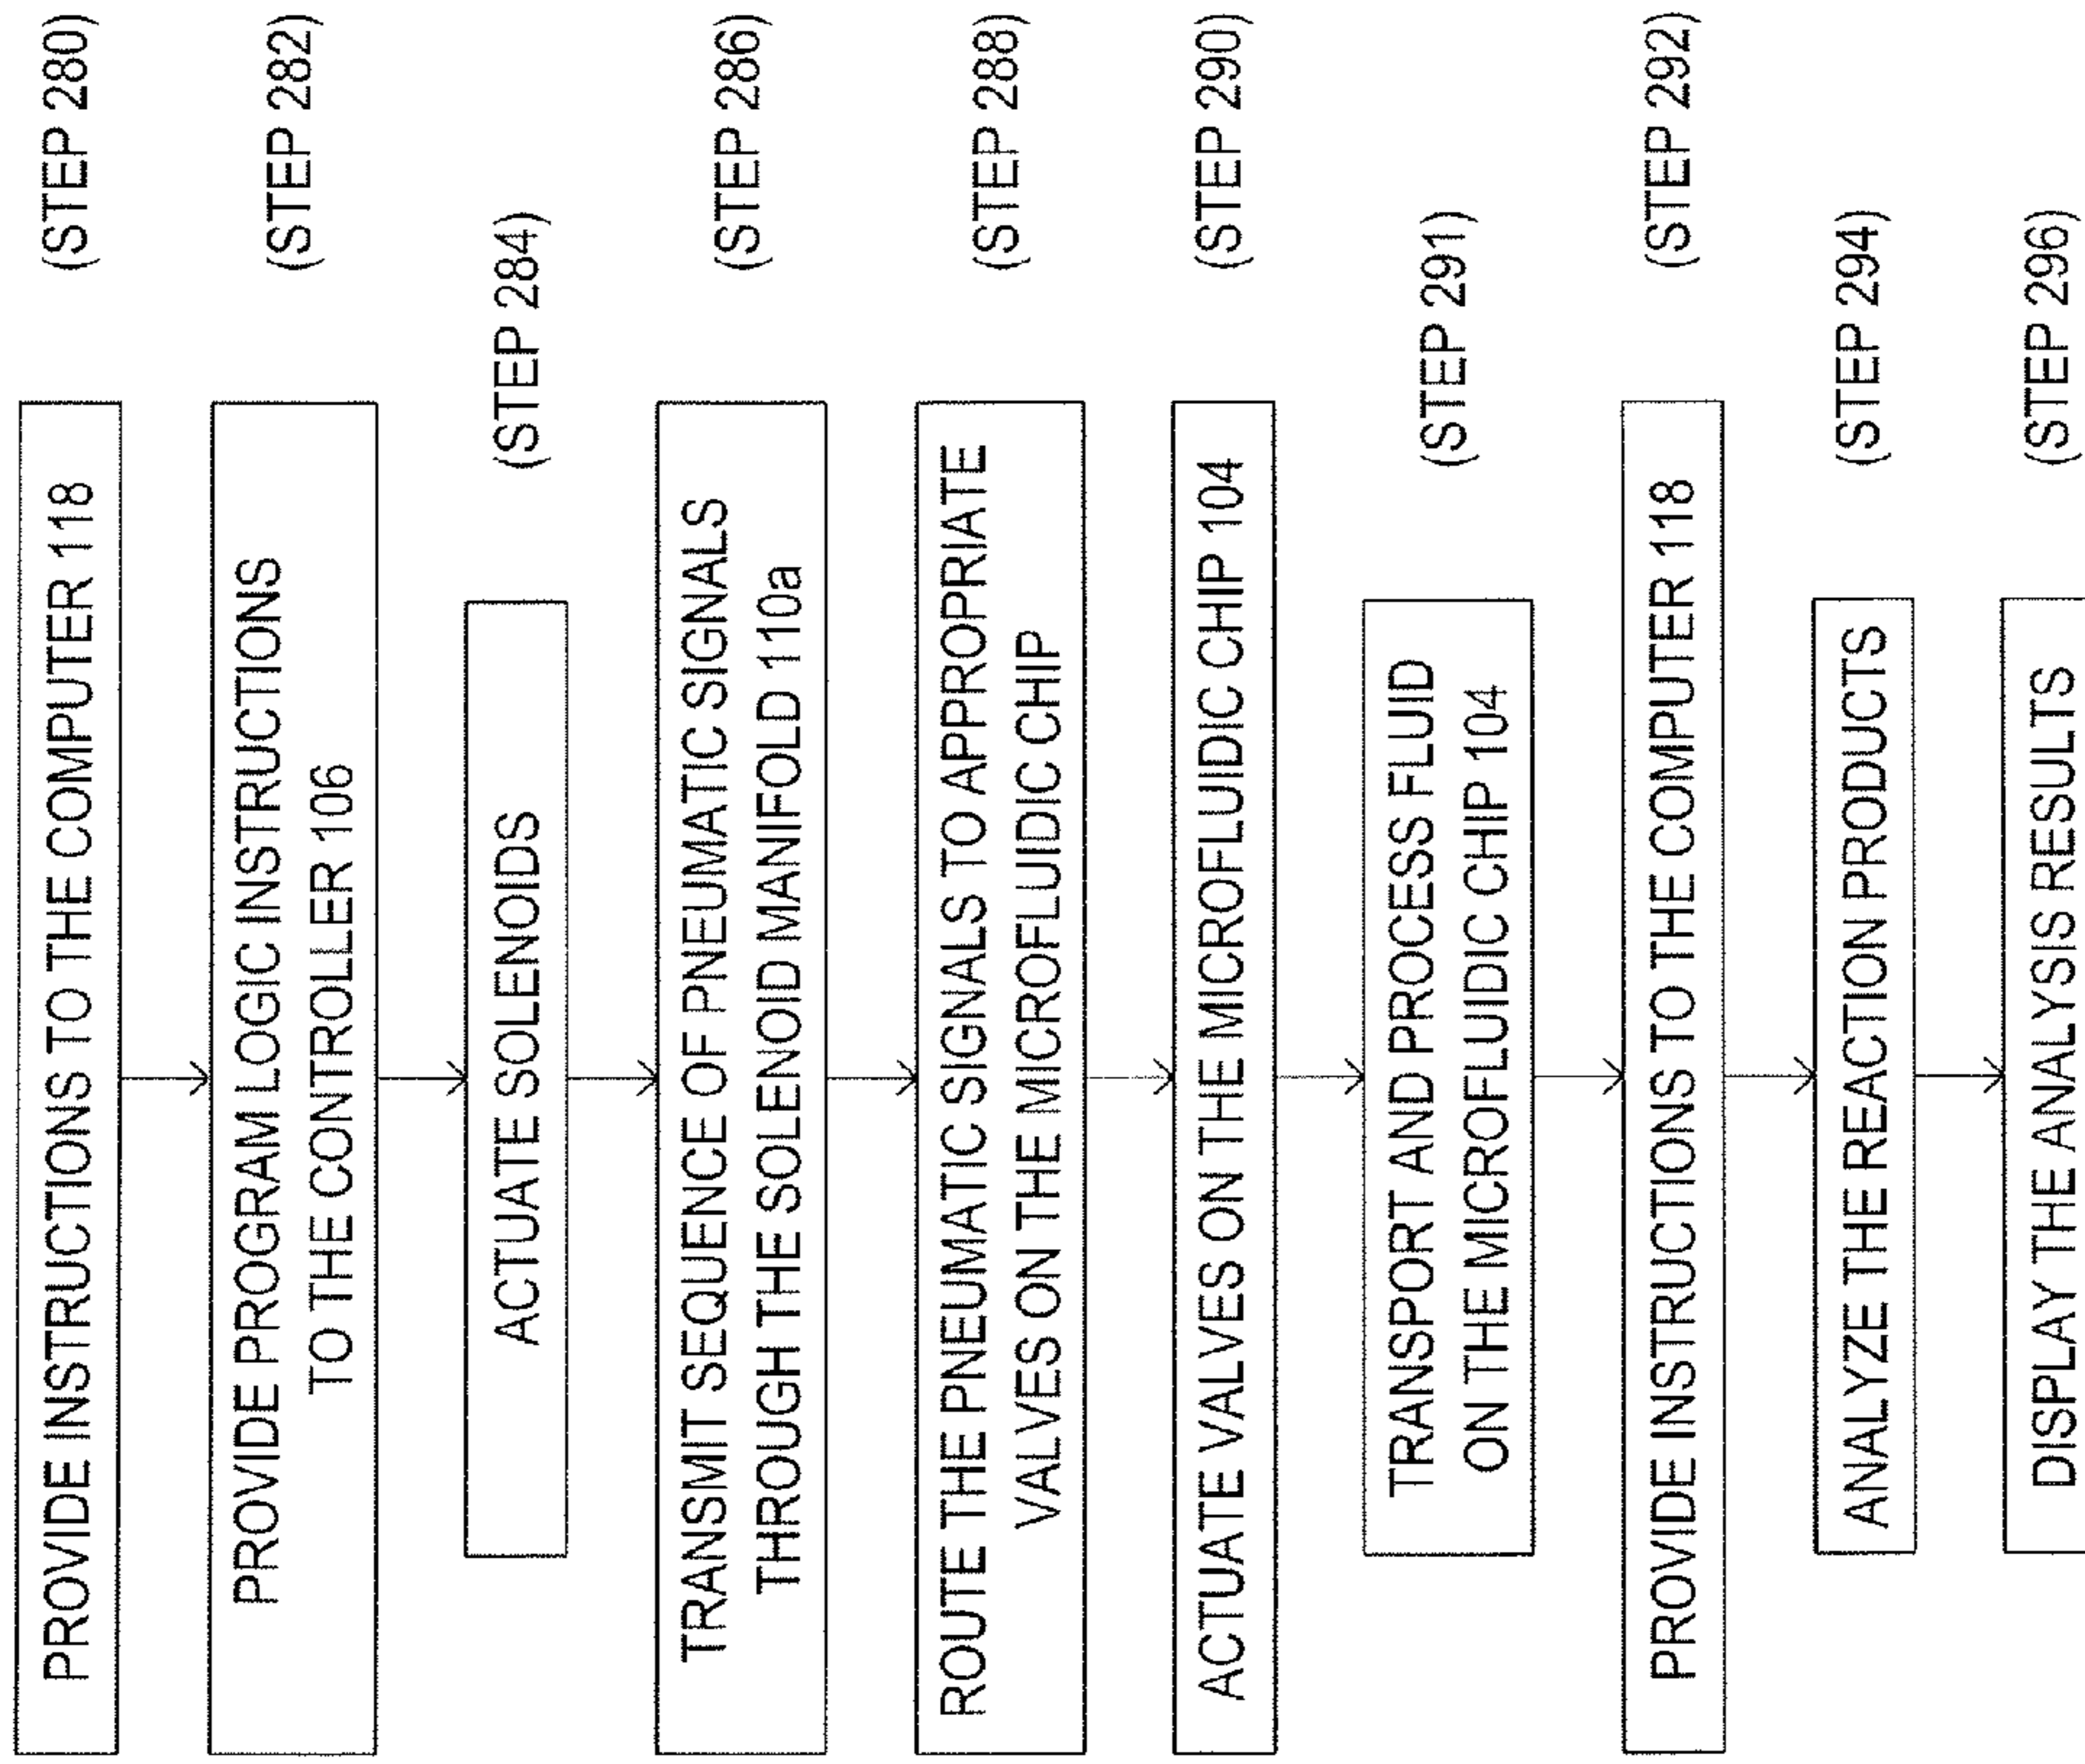 PROVIDE INSTRUCTIONS TO THE COMPUTER 118
(STEP 280)
PROVIDE PROGRAM LOGIC INSTRUCTIONS
TO THE CONTROLLER 106
(STEP 282)
ACTUATE SOLENOIDS
(STEP 284)
TRANSMIT SEQUENCE OF PNEUMATIC SIGNALS
THROUGH THE SOLENOID MANIFOLD 110a
(STEP 286)
ROUTE THE PNEUMATIC SIGNALS TO APPROPRIATE
VALVES ON THE MICROFLUIDIC CHIP
(STEP 288)
ACTUATE VALVES ON THE MICROFLUIDIC CHIP 104
(STEP 290)
TRANSPORT AND PROCESS FLUID
ON THE MICROFLUIDIC CHIP 104
(STEP 291)
PROVIDE INSTRUCTIONS TO THE COMPUTER 118
(STEP 292)
ANALYZE THE REACTION PRODUCTS
(STEP 294)
DISPLAY THE ANALYSIS RESULTS
(STEP 296)